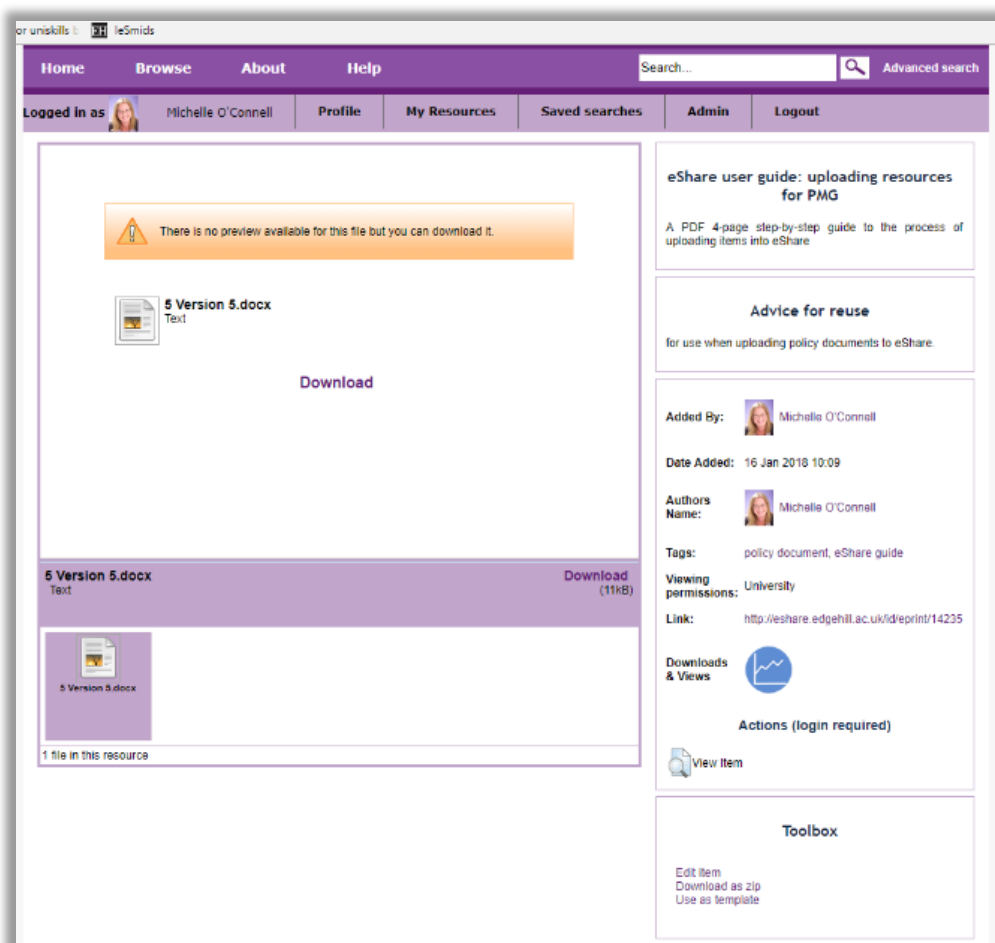 or uniskills EH leSmids
Home Browse About Help Search... Advanced search
Logged in as Michelle O'Connell Profile My Resources Saved searches Admin Logout
There is no preview available for this file but you can download it.
5 Version 5.docx
Text
Download
5 Version 5.docx Download
Text (11kB)
5 Version 5.docx
1 file in this resource
eShare user guide: uploading resources
for PMG
A PDF 4-page step-by-step guide to the process of
uploading items into eShare
Advice for reuse
for use when uploading policy documents to eShare.
Added By: Michelle O'Connell
Date Added: 16 Jan 2018 10:09
Authors
Name: Michelle O'Connell
Tags: policy document, eShare guide
Viewing
permissions: University
Link: http://eshare.edgehill.ac.uk/id/eprint/14235
Downloads
& Views
Actions (login required)
View Item
Toolbox
Edit item
Download as zip
Use as template